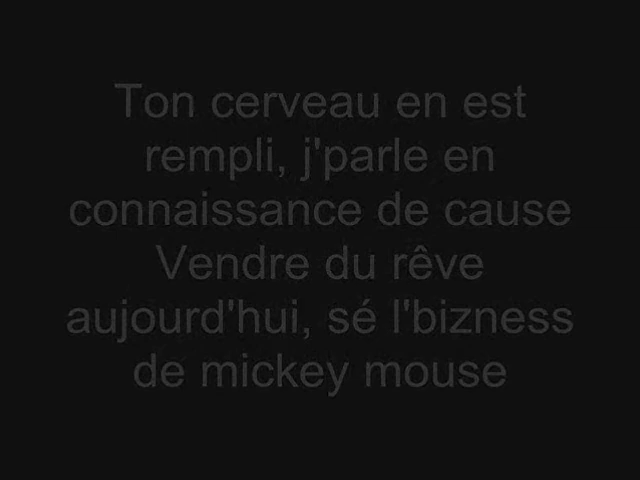 Ton cerveau en est
rempli, j'parle en
connaissance de cause
Vendre du rêve
aujourd'hui, sé l'bizness
de mickey mouse